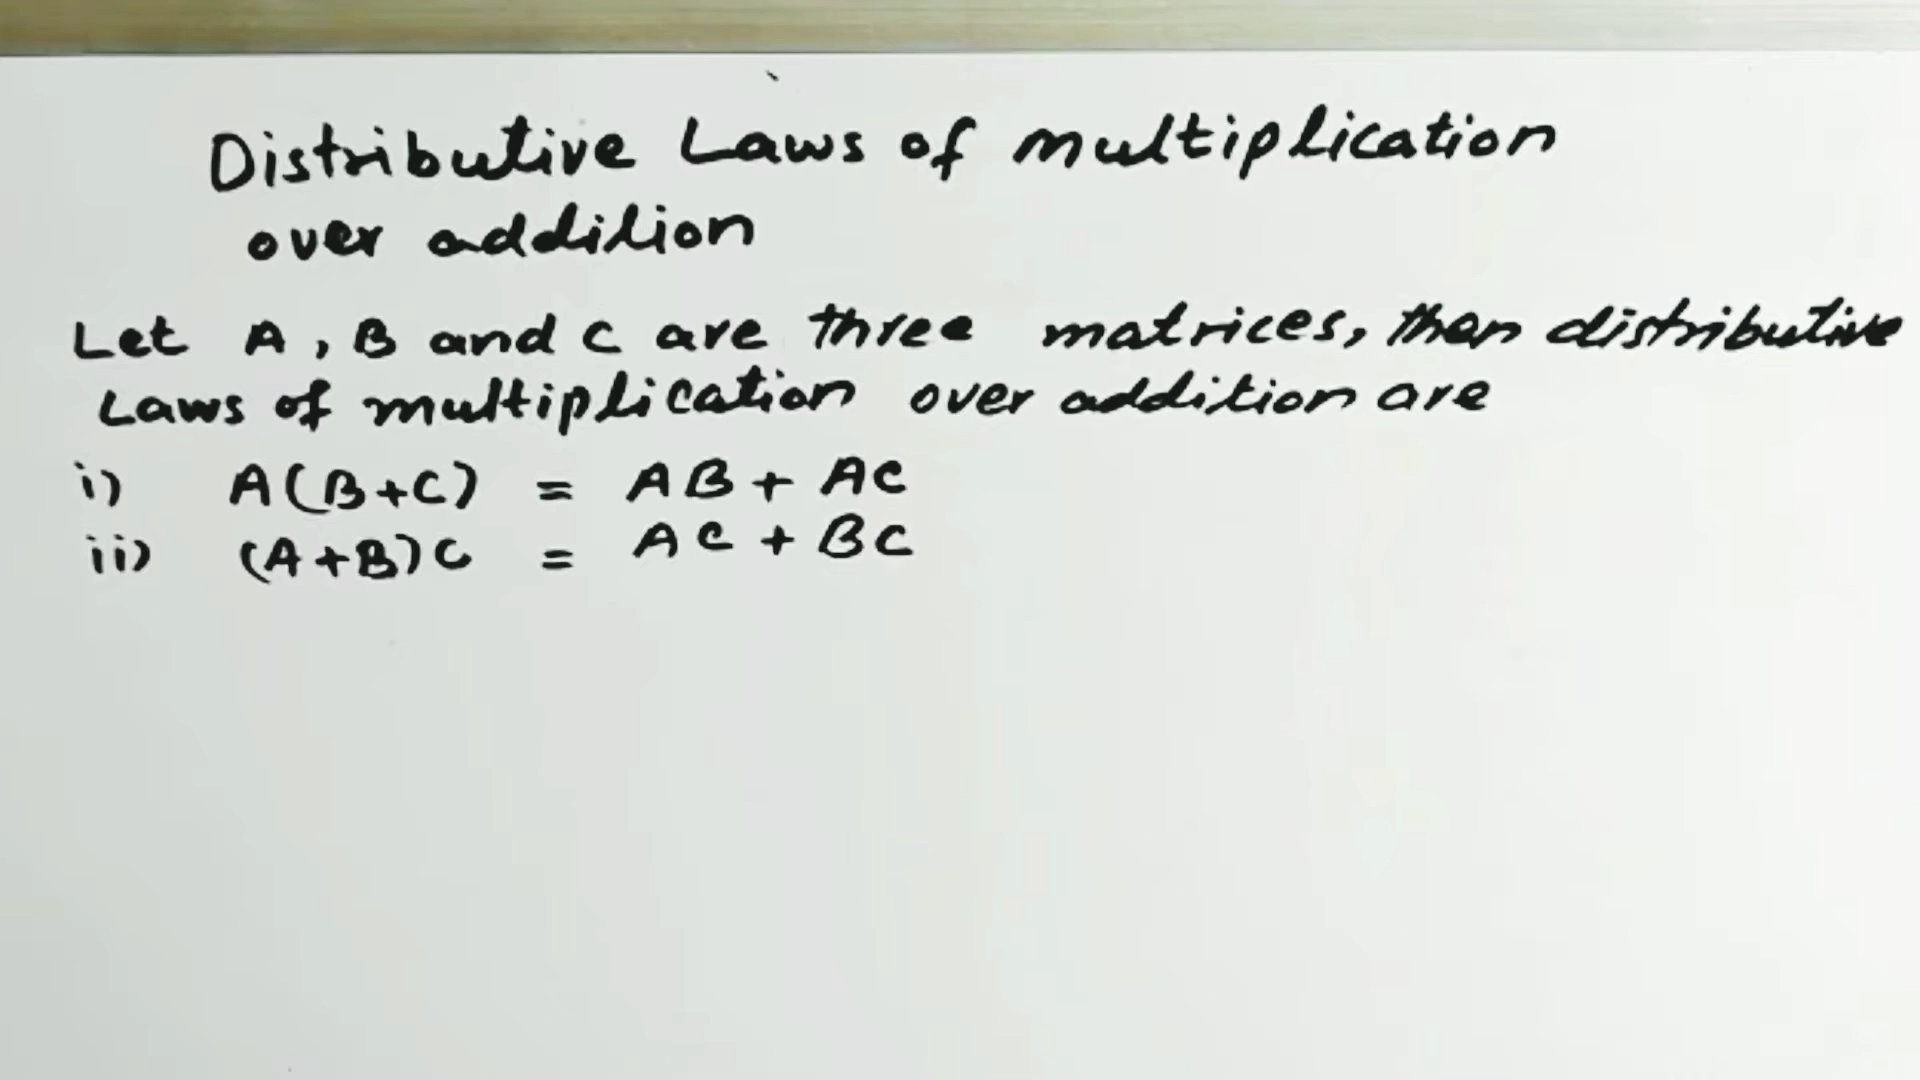 Distributive Laws of multiplication
over addition
Let A, B and C are three matrices, then distributive
Laws of multiplication over addition are
i) A(B+C) = AB + AC
ii) (A+B)C = AC + BC